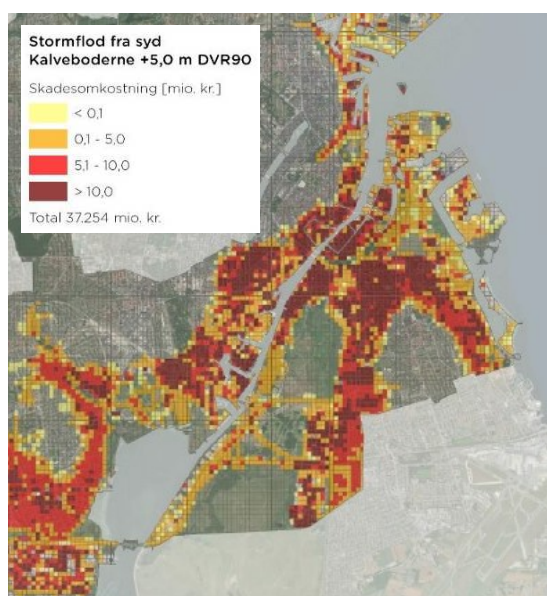 Stormflod fra syd
Kalveboderne +5,0 m DVR90
Skadesomkostning [mio. kr.]
< 0,1
0,1 - 5,0
5,1 - 10,0
> 10,0
Total 37.254 mio. kr.